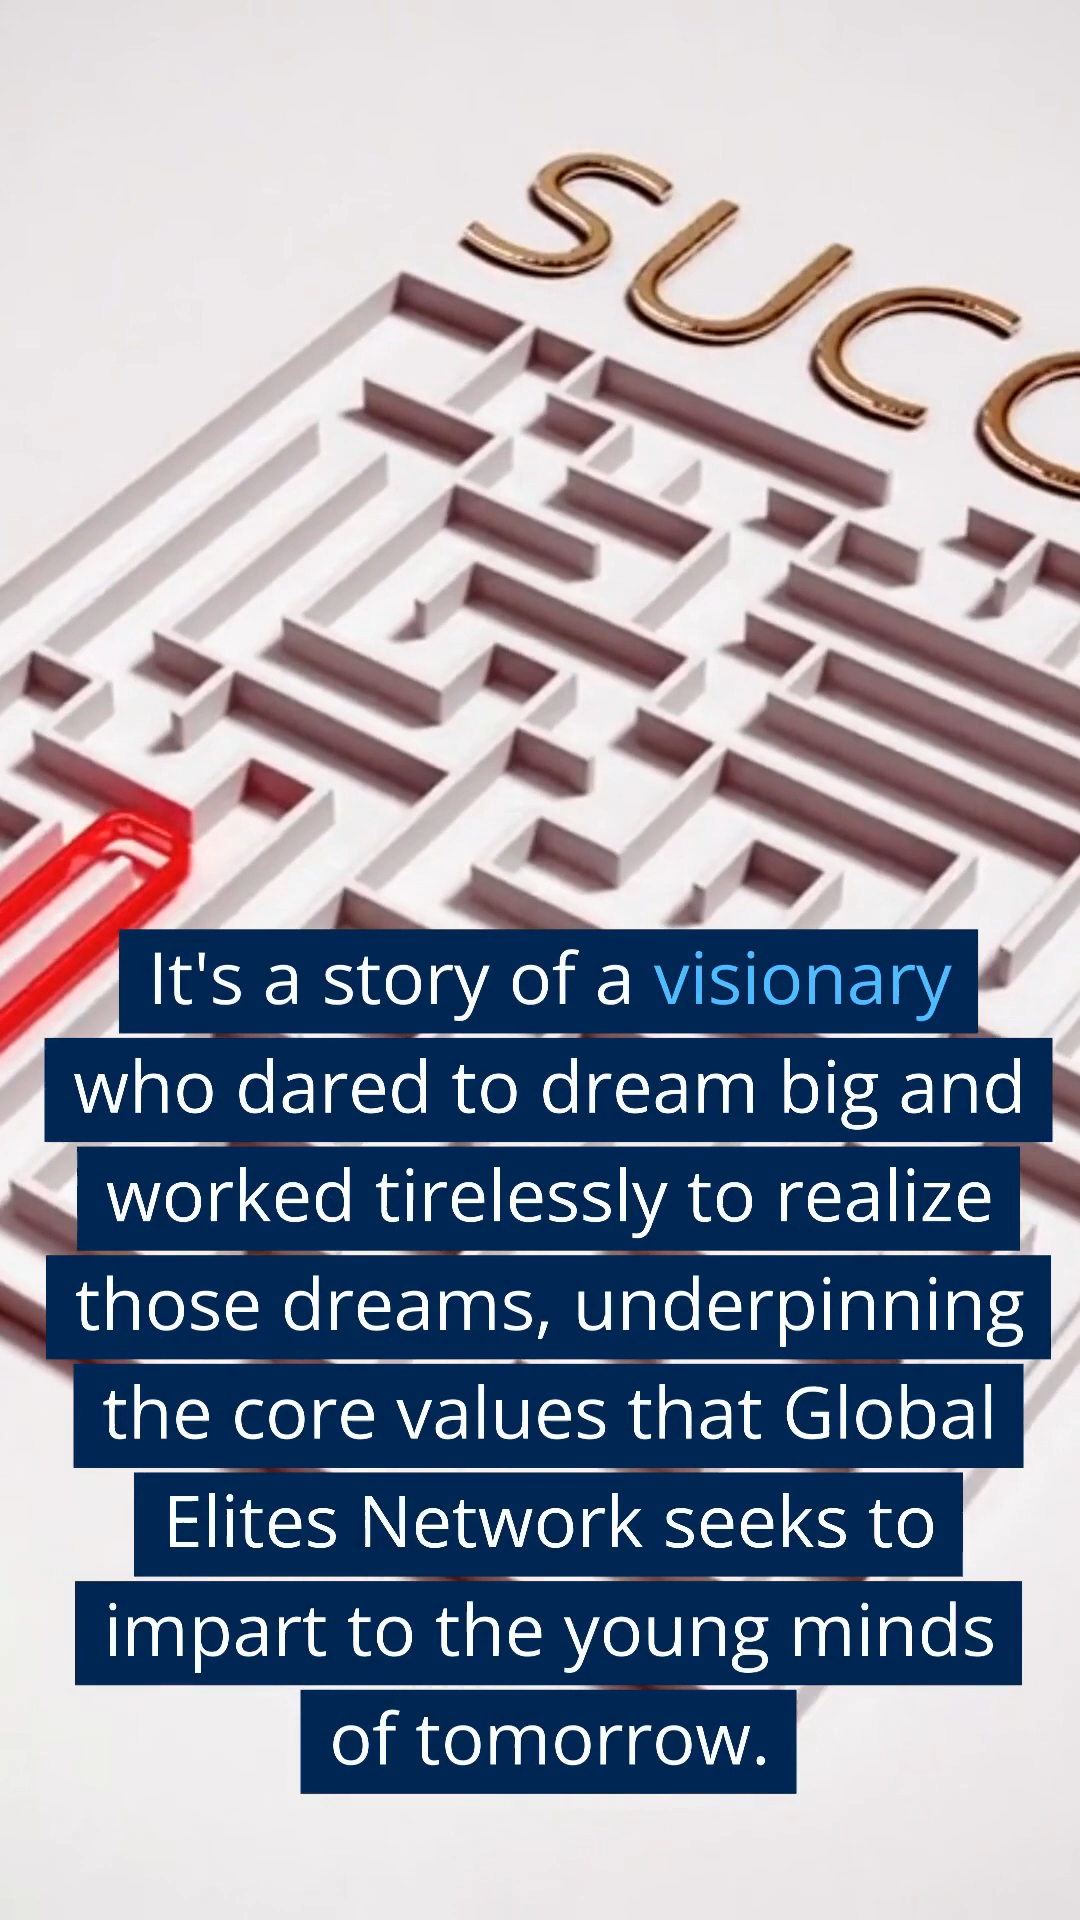 SUCC
It's a story of a visionary
who dared to dream big and
worked tirelessly to realize
those dreams, underpinning
the core values that Global
Elites Network seeks to
impart to the young minds
of tomorrow.